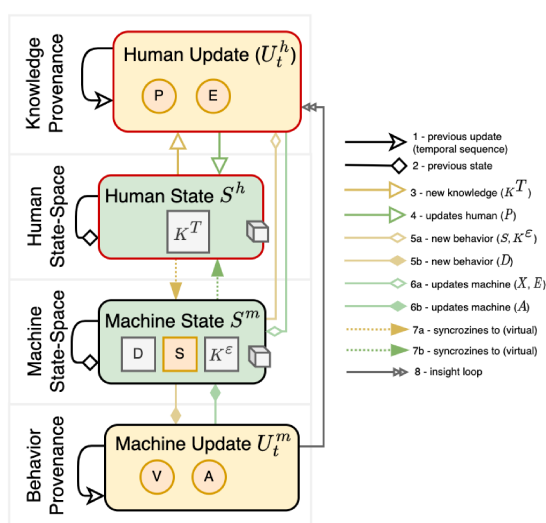 Knowledge
Provenance
Human Update (U_t^h)
P
E
Human
State-Space
Human State S^h
K^T
Machine
State-Space
Machine State S^m
D
S
K^ε
Behavior
Provenance
Machine Update U_t^m
V
A
1 - previous update
(temporal sequence)
2 - previous state
3 - new knowledge (K^T)
4 - updates human (P)
5a - new behavior (S, K^ε)
5b - new behavior (D)
6a - updates machine (X, E)
6b - updates machine (A)
7a - syncrozines to (virtual)
7b - syncrozines to (virtual)
8 - insight loop